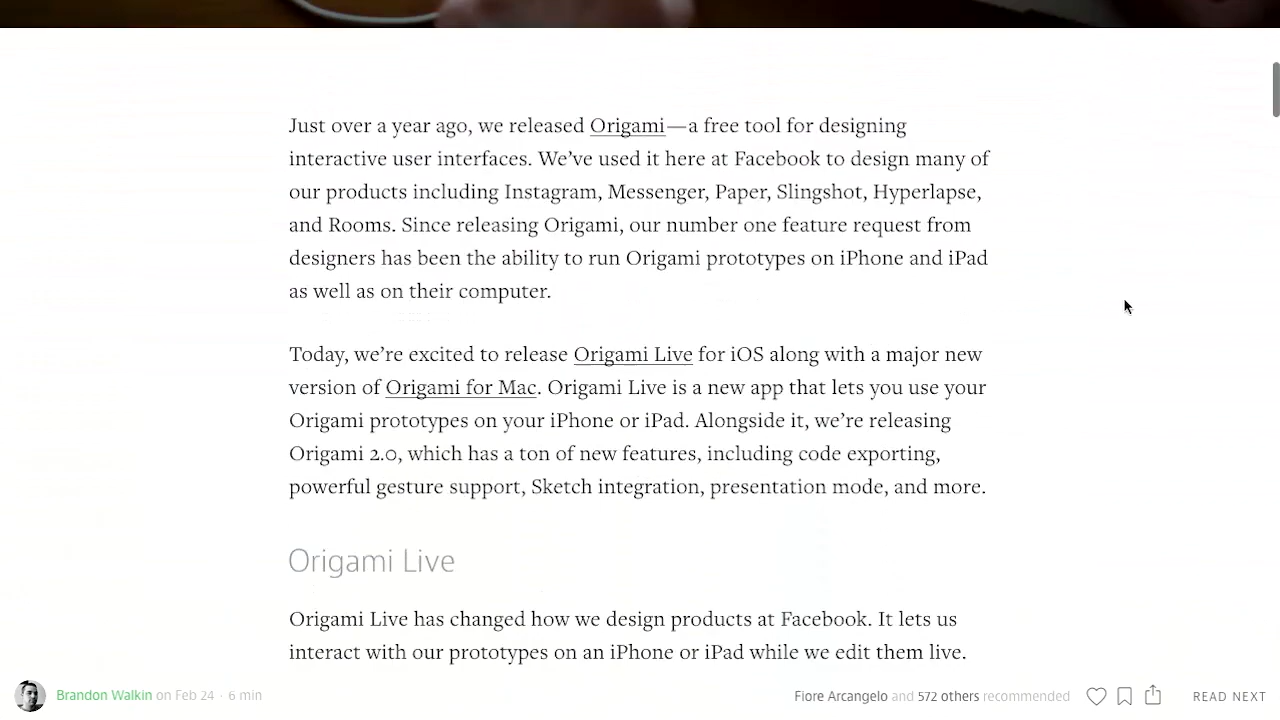 Just over a year ago, we released Origami—a free tool for designing
interactive user interfaces. We’ve used it here at Facebook to design many of
our products including Instagram, Messenger, Paper, Slingshot, Hyperlapse,
and Rooms. Since releasing Origami, our number one feature request from
designers has been the ability to run Origami prototypes on iPhone and iPad
as well as on their computer.
Today, we’re excited to release Origami Live for iOS along with a major new
version of Origami for Mac. Origami Live is a new app that lets you use your
Origami prototypes on your iPhone or iPad. Alongside it, we’re releasing
Origami 2.0, which has a ton of new features, including code exporting,
powerful gesture support, Sketch integration, presentation mode, and more.
Origami Live
Origami Live has changed how we design products at Facebook. It lets us
interact with our prototypes on an iPhone or iPad while we edit them live.
Brandon Walkin on Feb 24 · 6 min
Fiore Arcangelo and 572 others recommended
READ NEXT